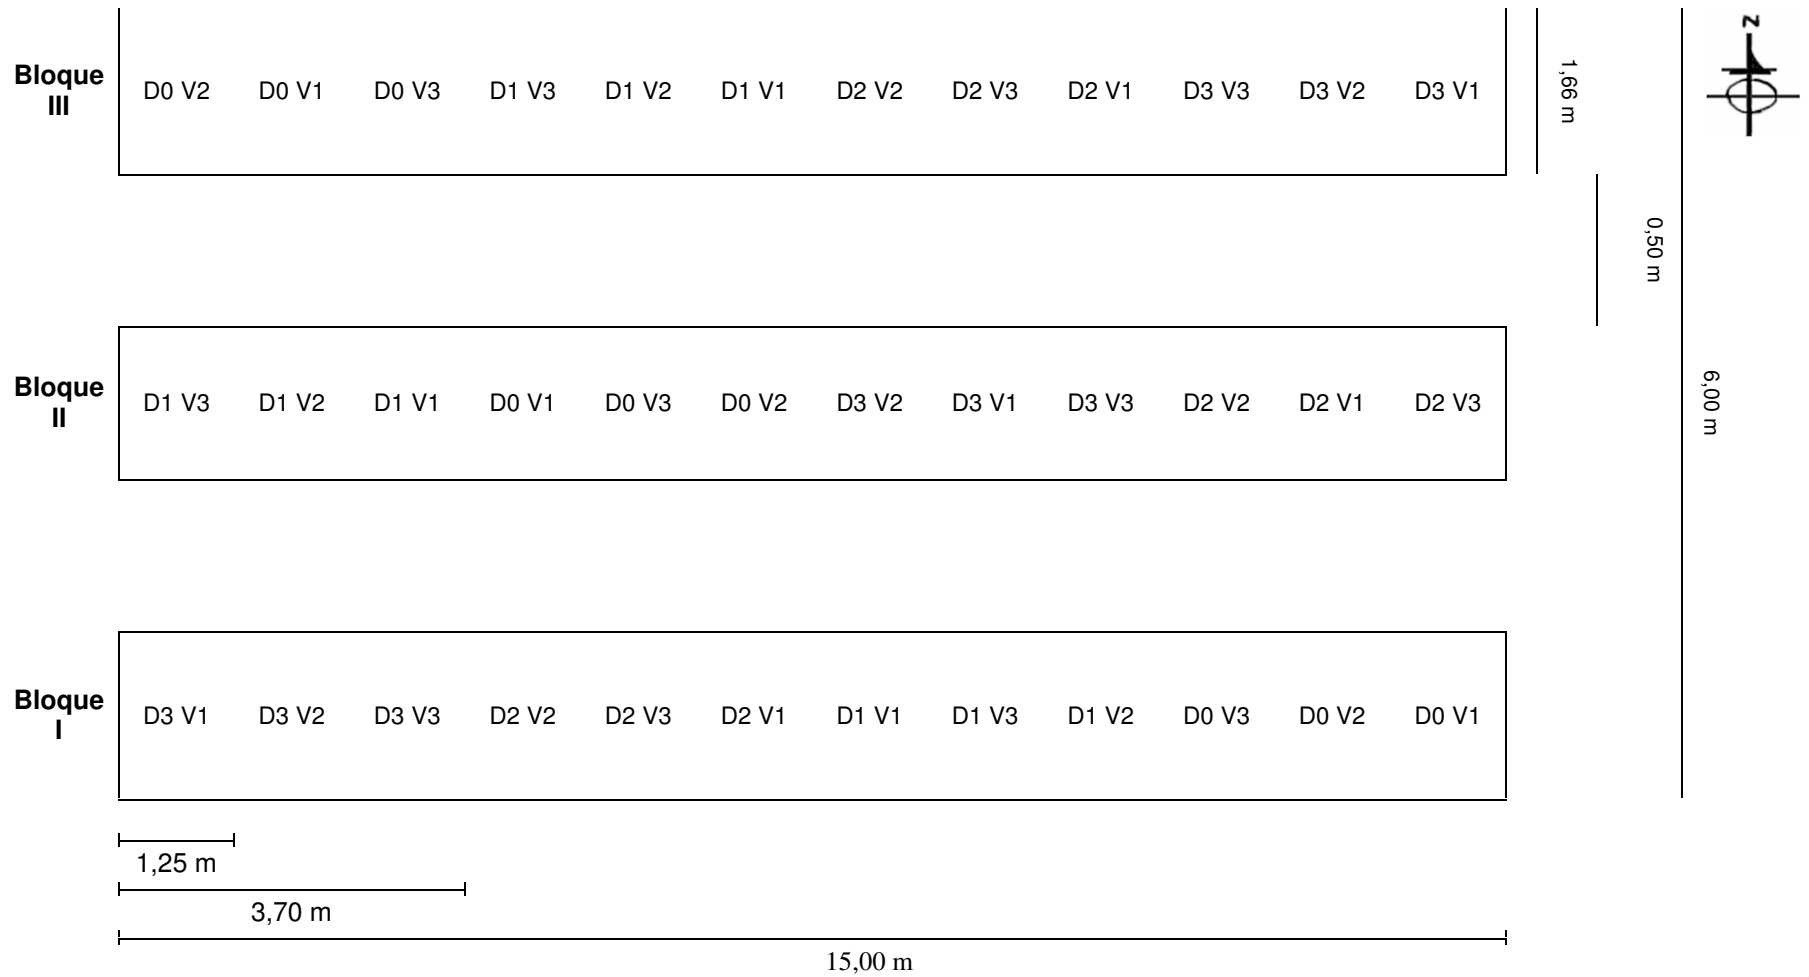 N
Bloque
III
D0 V2 D0 V1 D0 V3 D1 V3 D1 V2 D1 V1 D2 V2 D2 V3 D2 V1 D3 V3 D3 V2 D3 V1
1,66 m
0,50 m
Bloque
II
D1 V3 D1 V2 D1 V1 D0 V1 D0 V3 D0 V2 D3 V2 D3 V1 D3 V3 D2 V2 D2 V1 D2 V3
6,00 m
Bloque
I
D3 V1 D3 V2 D3 V3 D2 V2 D2 V3 D2 V1 D1 V1 D1 V3 D1 V2 D0 V3 D0 V2 D0 V1
1,25 m
3,70 m
15,00 m